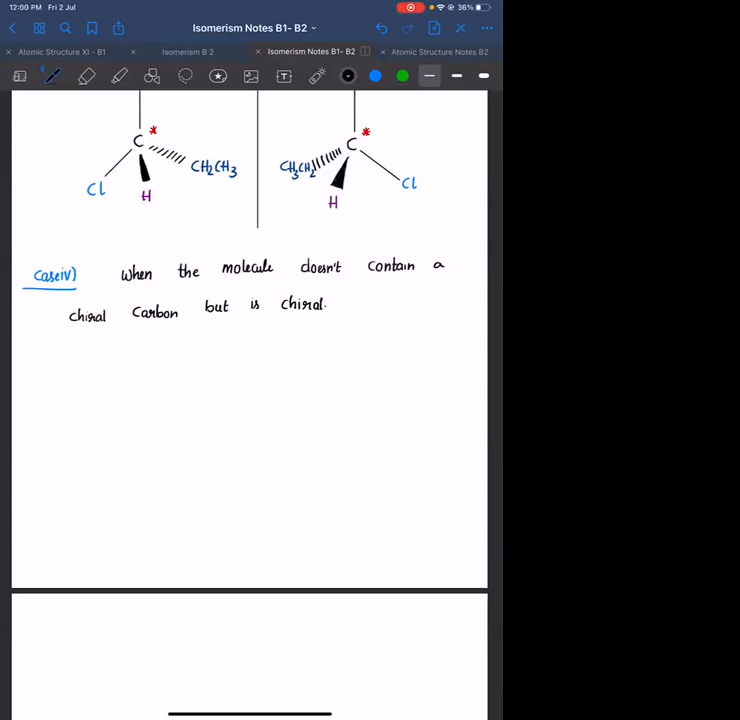 12:00 PM Fri 2 Jul
36%
Isomerism Notes B1- B2
Atomic Structure XI - B1
Isomerism B 2
Isomerism Notes B1- B2
Atomic Structure Notes B2
C * C *
CH2CH3 CH3CH2
Cl Cl
H H
Case iv) When the molecule doesn't contain a
chiral carbon but is chiral.